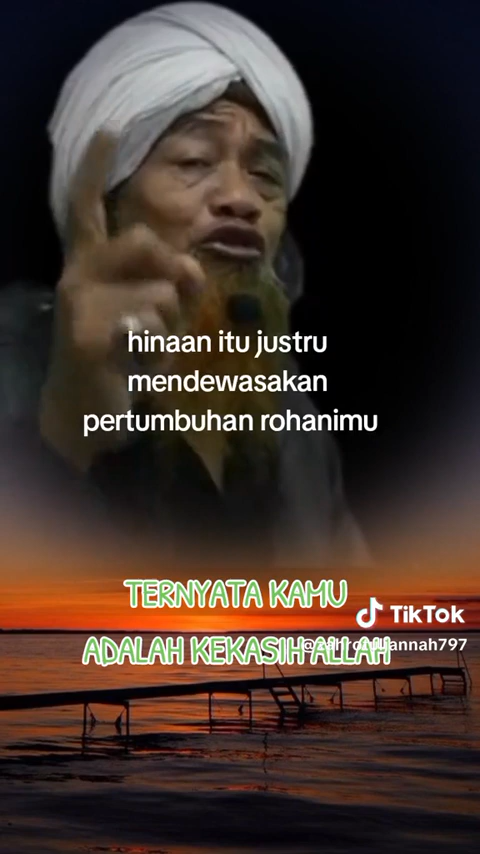 hinaan itu justru
mendewasakan
pertumbuhan rohanimu
TERNYATA KAMU
TikTok
ADALAH KEKASIH ALLAH